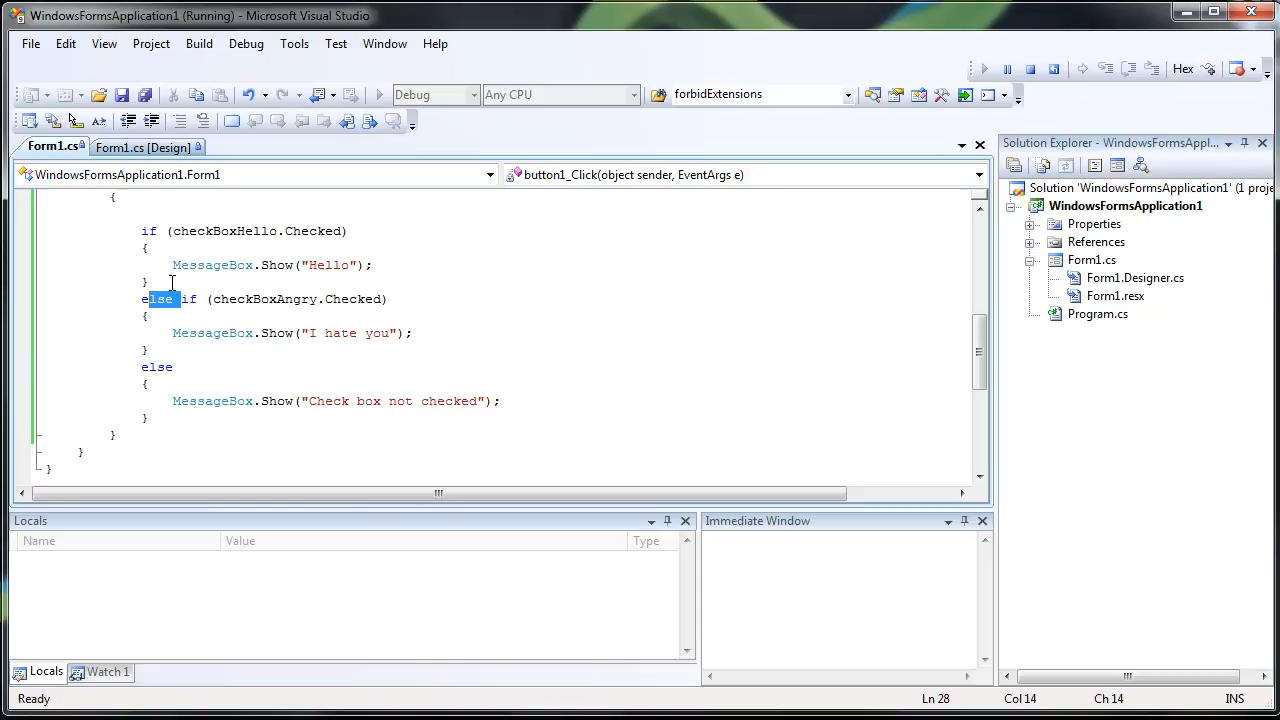 WindowsFormsApplication1 (Running) - Microsoft Visual Studio
File Edit View Project Build Debug Tools Test Window Help
Hex
Debug Any CPU forbidExtensions
Form1.cs Form1.cs [Design]
WindowsFormsApplication1.Form1 button1_Click(object sender, EventArgs e)
{
if (checkBoxHello.Checked)
{
MessageBox.Show("Hello");
}
else if (checkBoxAngry.Checked)
{
MessageBox.Show("I hate you");
}
else
{
MessageBox.Show("Check box not checked");
}
}
}
}
Solution Explorer - WindowsFormsAppl...
Solution 'WindowsFormsApplication1' (1 proje
WindowsFormsApplication1
Properties
References
Form1.cs
Form1.Designer.cs
Form1.resx
Program.cs
Locals
Name Value Type
Immediate Window
Locals Watch 1
Ready Ln 28 Col 14 Ch 14 INS